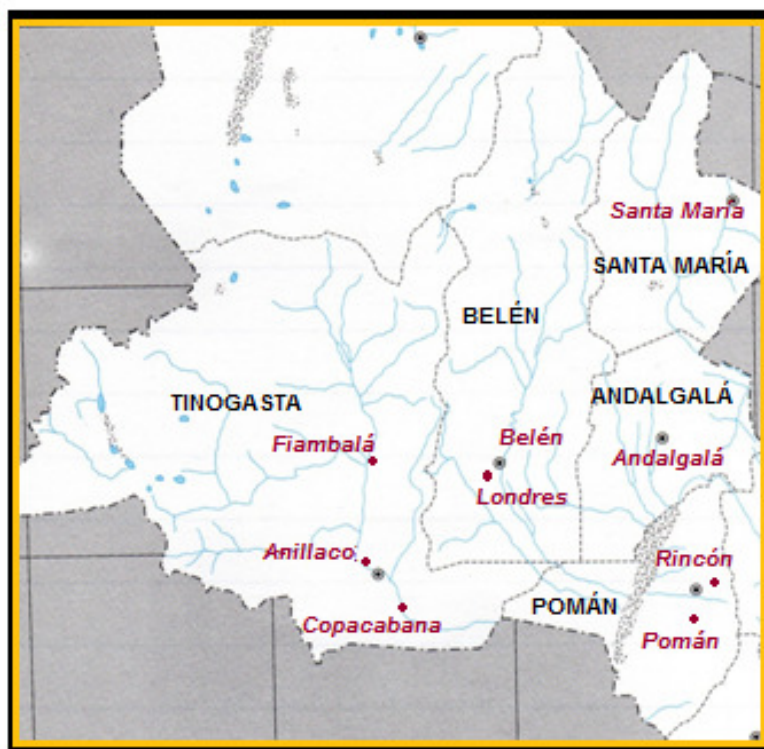 Santa María
SANTA MARÍA
BELÉN
ANDALGALÁ
TINOGASTA
Fiambalá
Belén
Andalgalá
Londres
Anillaco
Rincón
POMÁN
Copacabana
Pomán